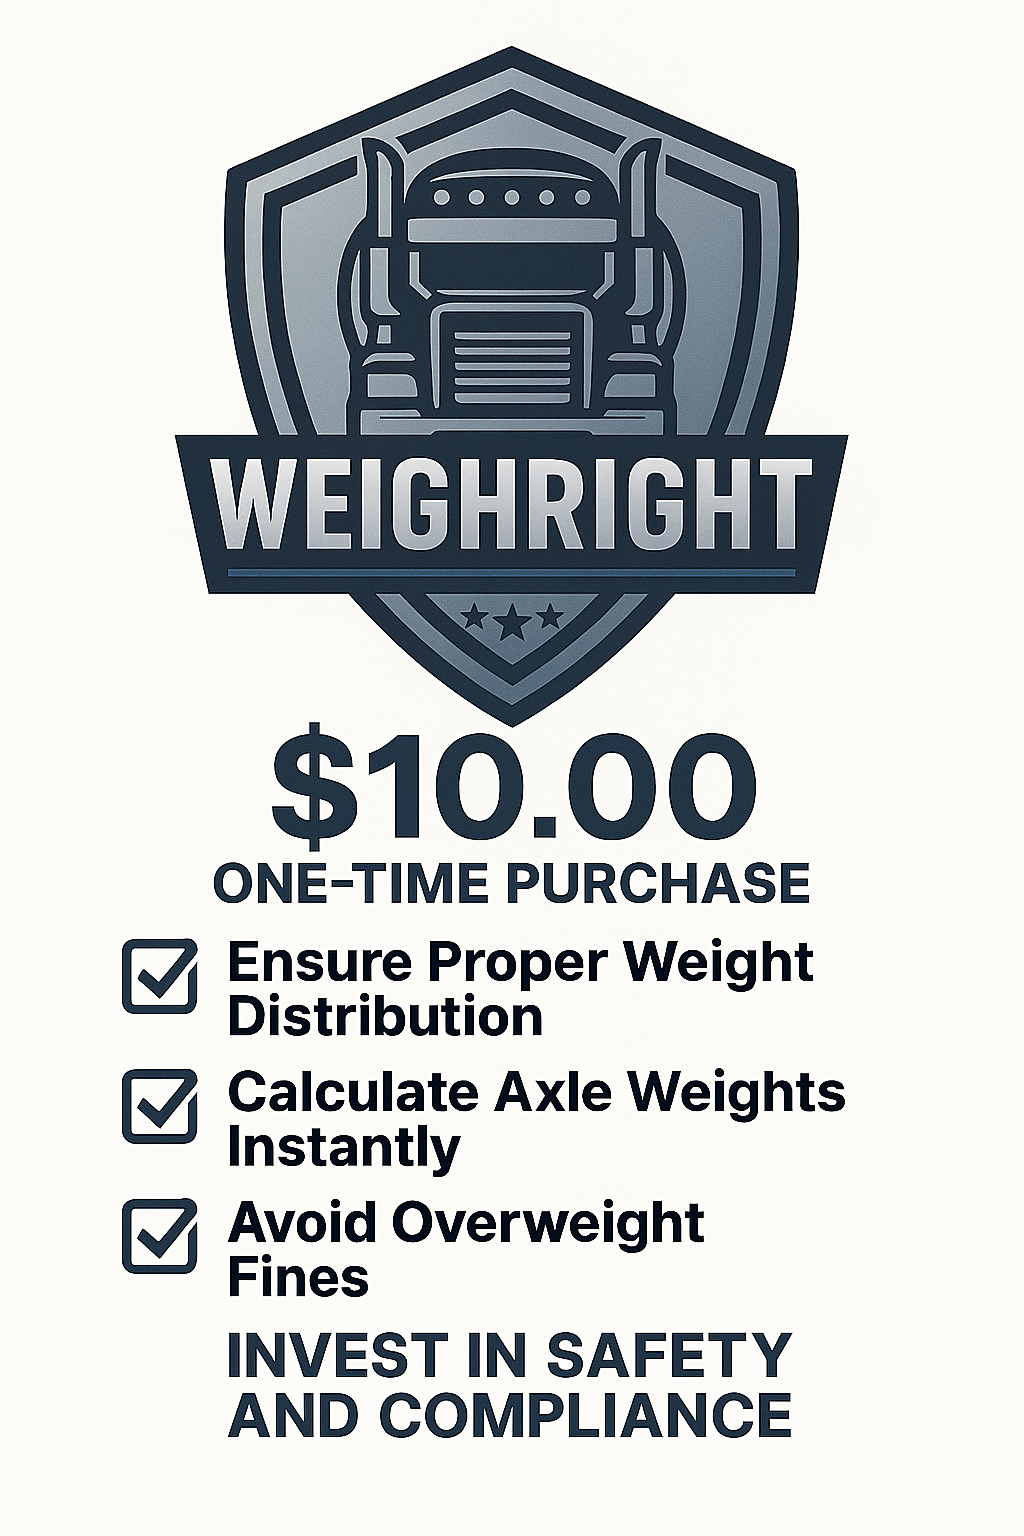 WEIGHRIGHT
$10.00
ONE-TIME PURCHASE
Ensure Proper Weight
Distribution
Calculate Axle Weights
Instantly
Avoid Overweight
Fines
INVEST IN SAFETY
AND COMPLIANCE